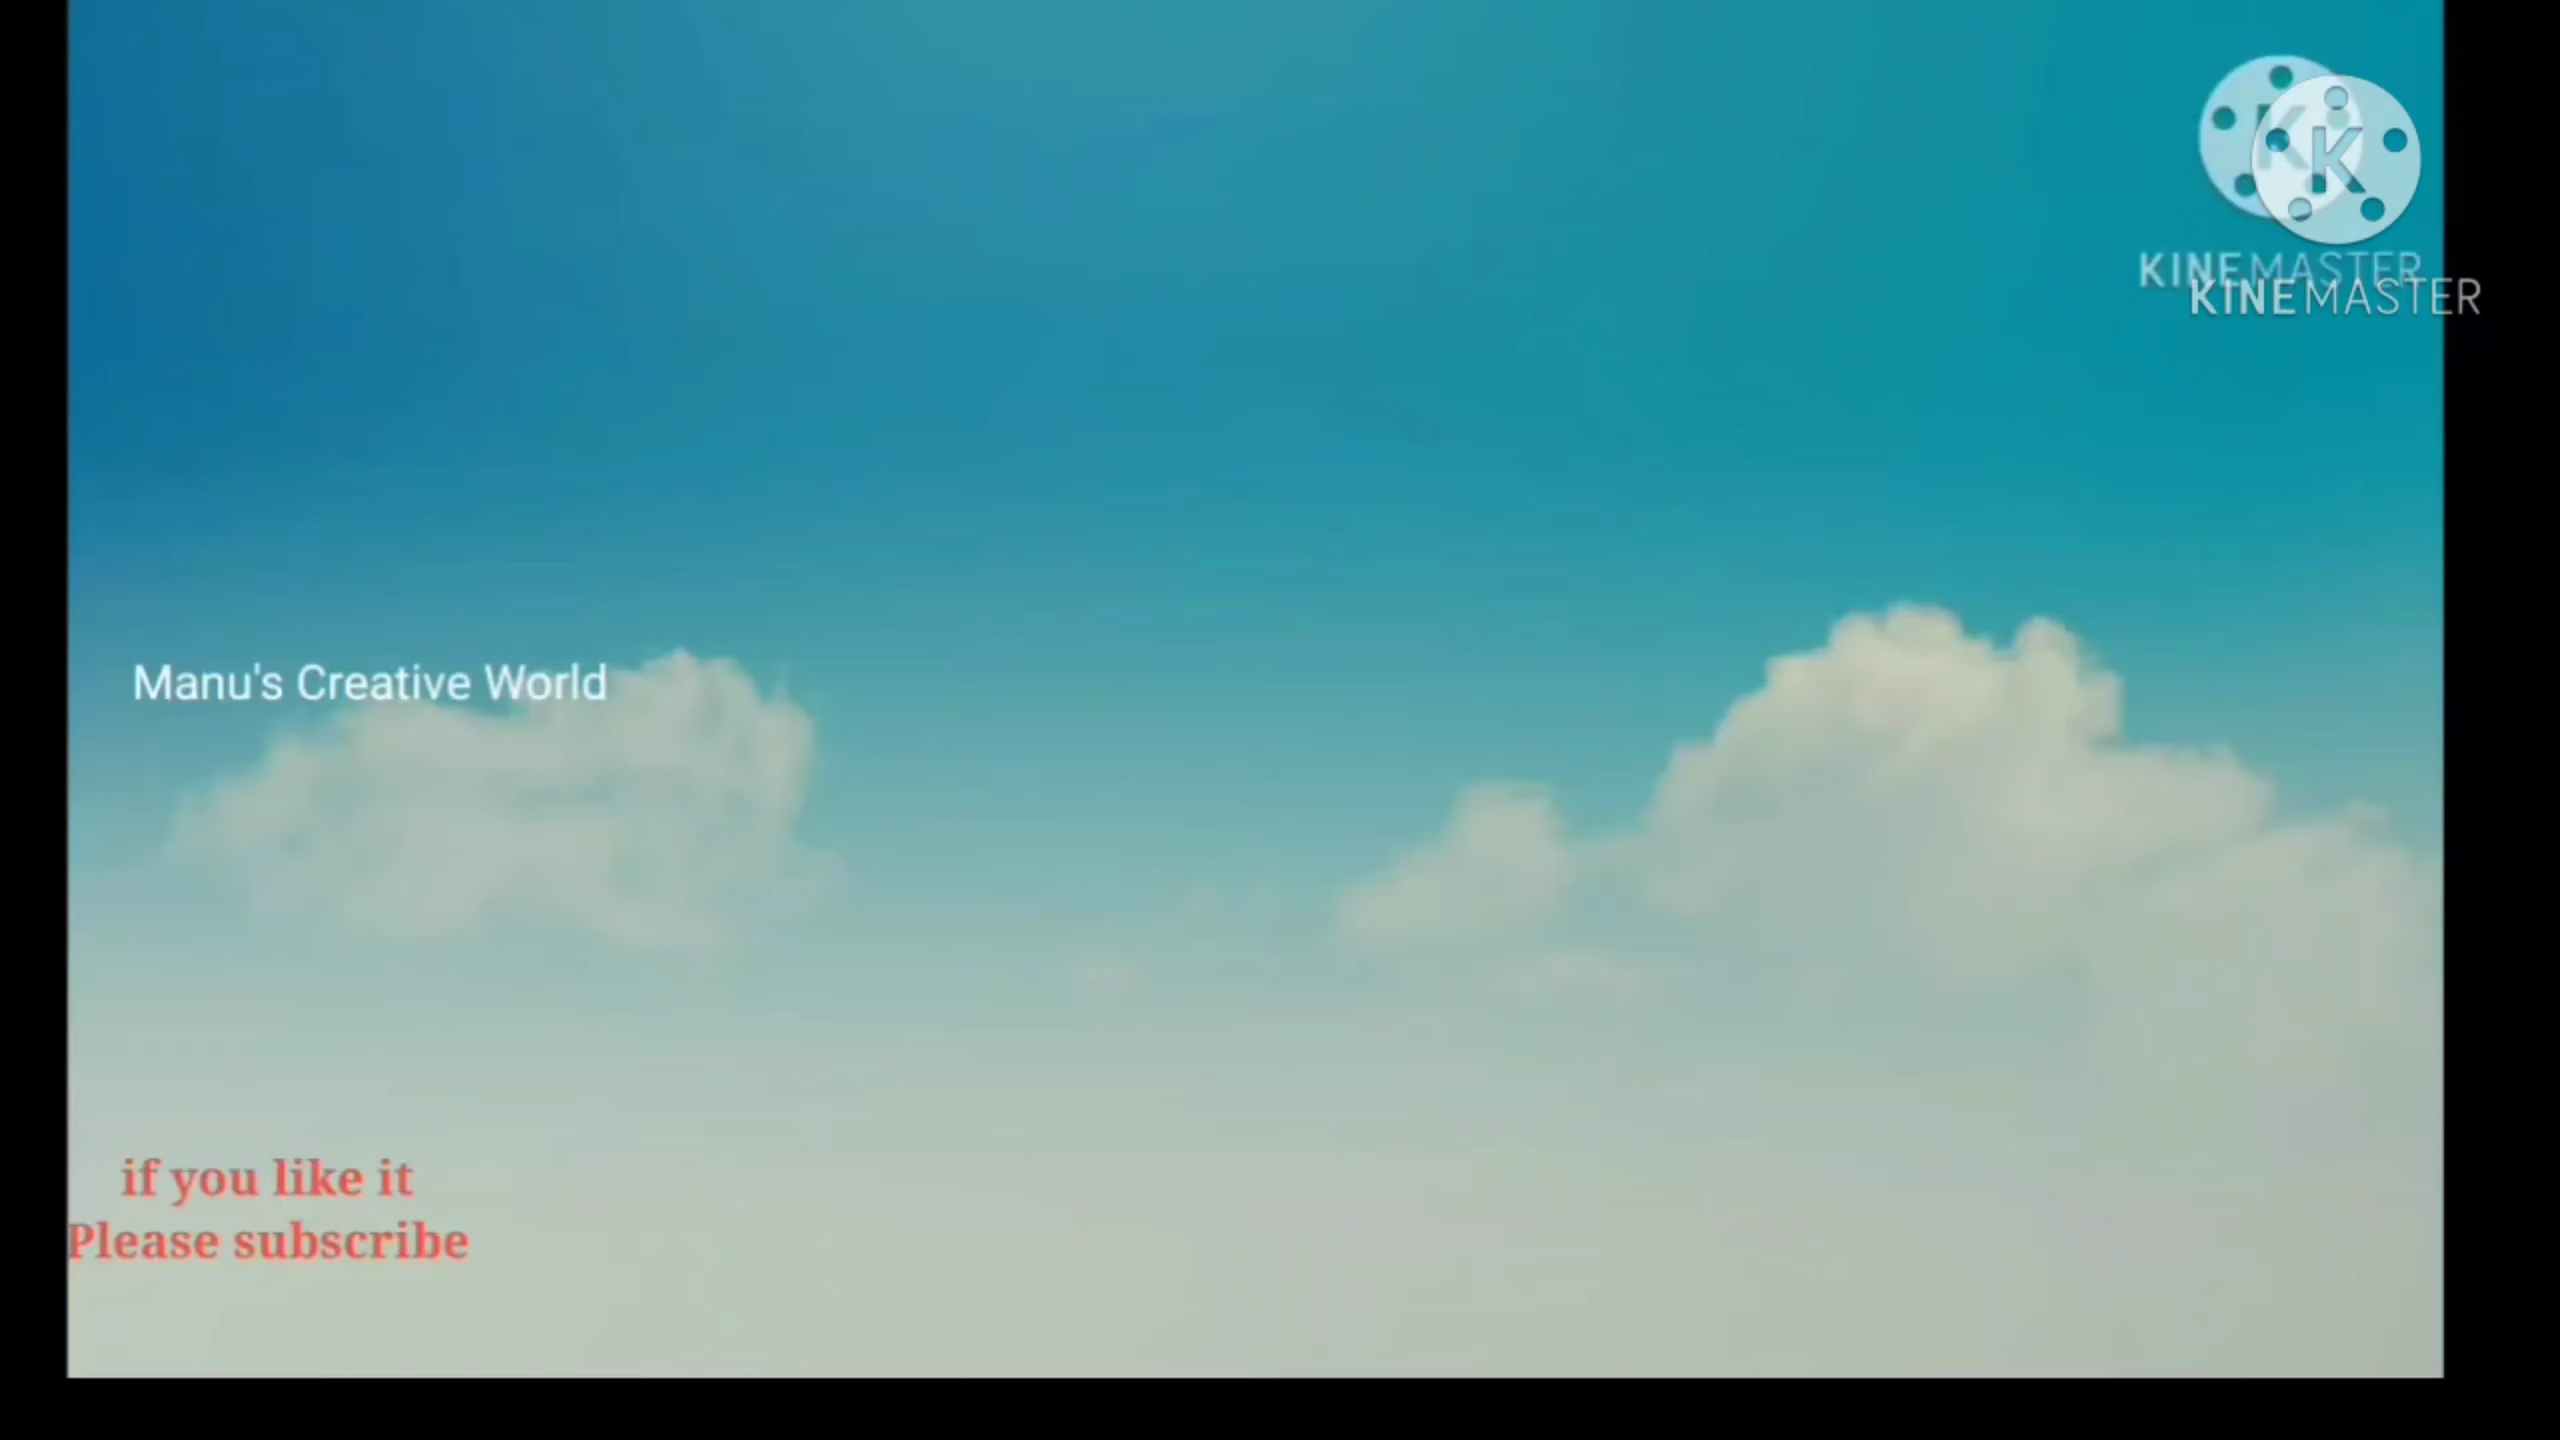 K
K
KINEMASTER
KINEMASTER
Manu's Creative World
if you like it
Please subscribe